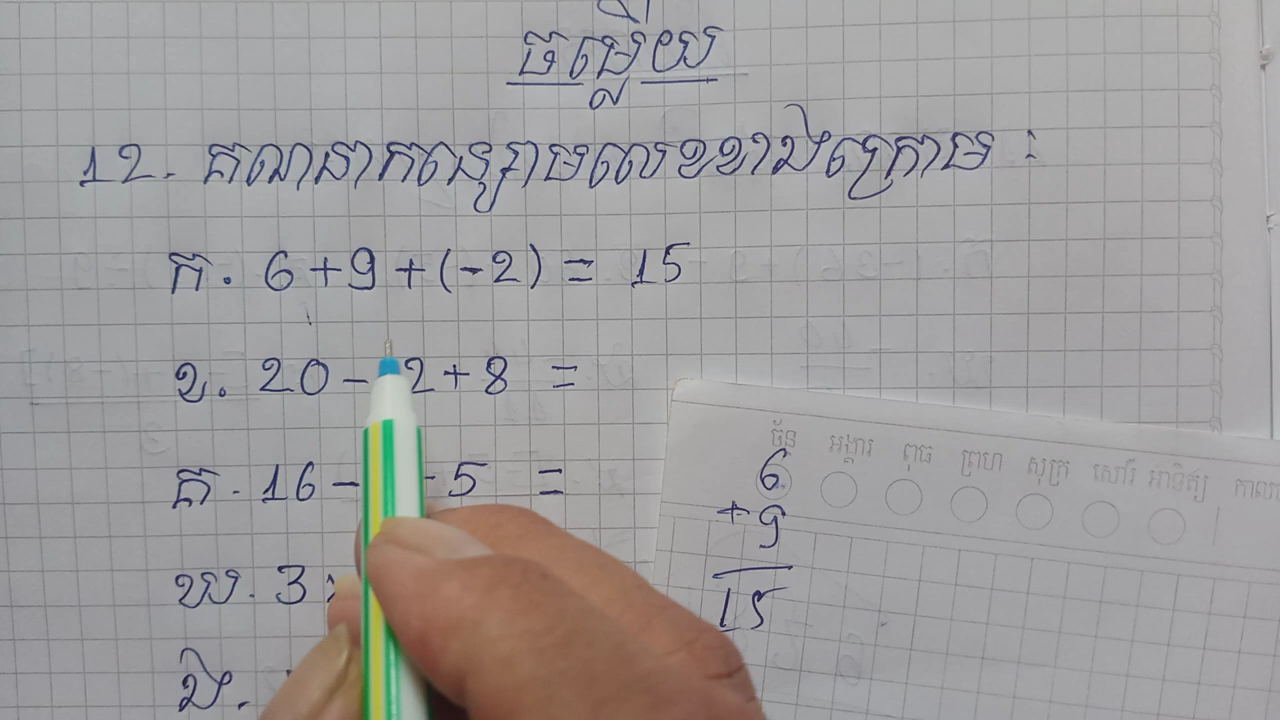 ចម្លើយ
12. គណនាកន្សោមលេខខាងក្រោម :
ក. 6 + 9 + (-2) = 15
ខ. 20 - 2 + 8 =
គ. 16 - - 5 =
ឃ. 3
ង.
ច័ន្ទ អង្គារ ពុធ ព្រហ សុក្រ សៅរ៍ អាទិត្យ
6
+ 9
15